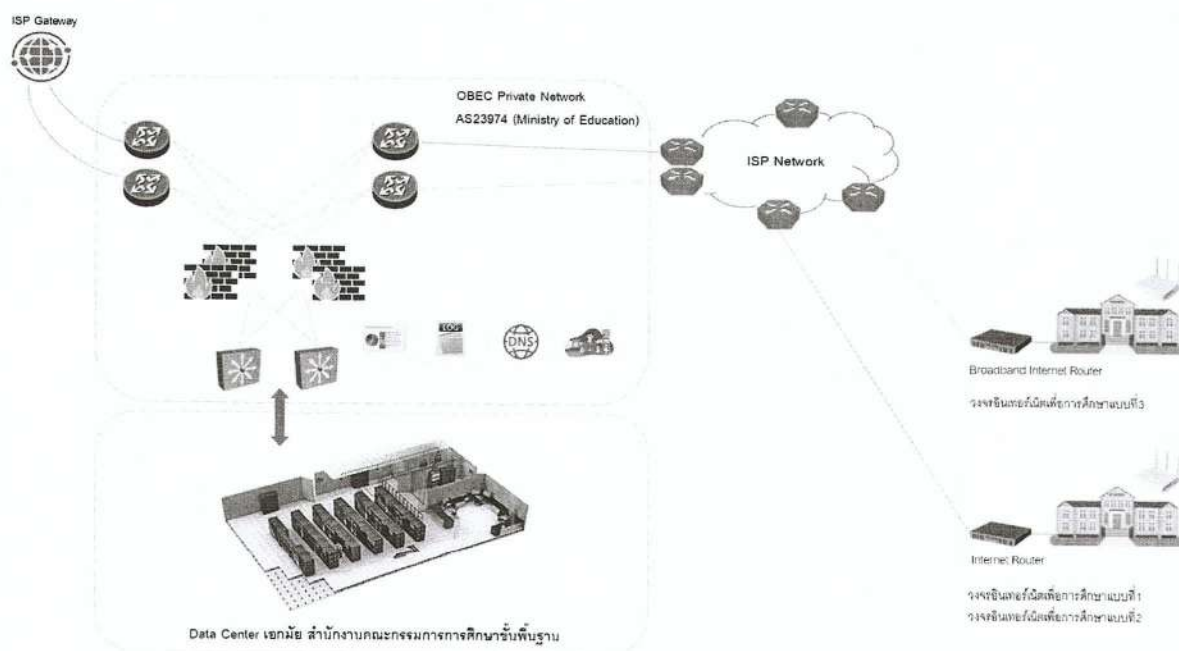 ISP Gateway
OBEC Private Network
AS23974 (Ministry of Education)
ISP Network
LOG
DNS
Broadband Internet Router
วงจรอินเทอร์เน็ตเพื่อการศึกษาแบบที่3
Internet Router
วงจรอินเทอร์เน็ตเพื่อการศึกษาแบบที่1
วงจรอินเทอร์เน็ตเพื่อการศึกษาแบบที่2
Data Center เอกมัย สำนักงานคณะกรรมการการศึกษาขั้นพื้นฐาน